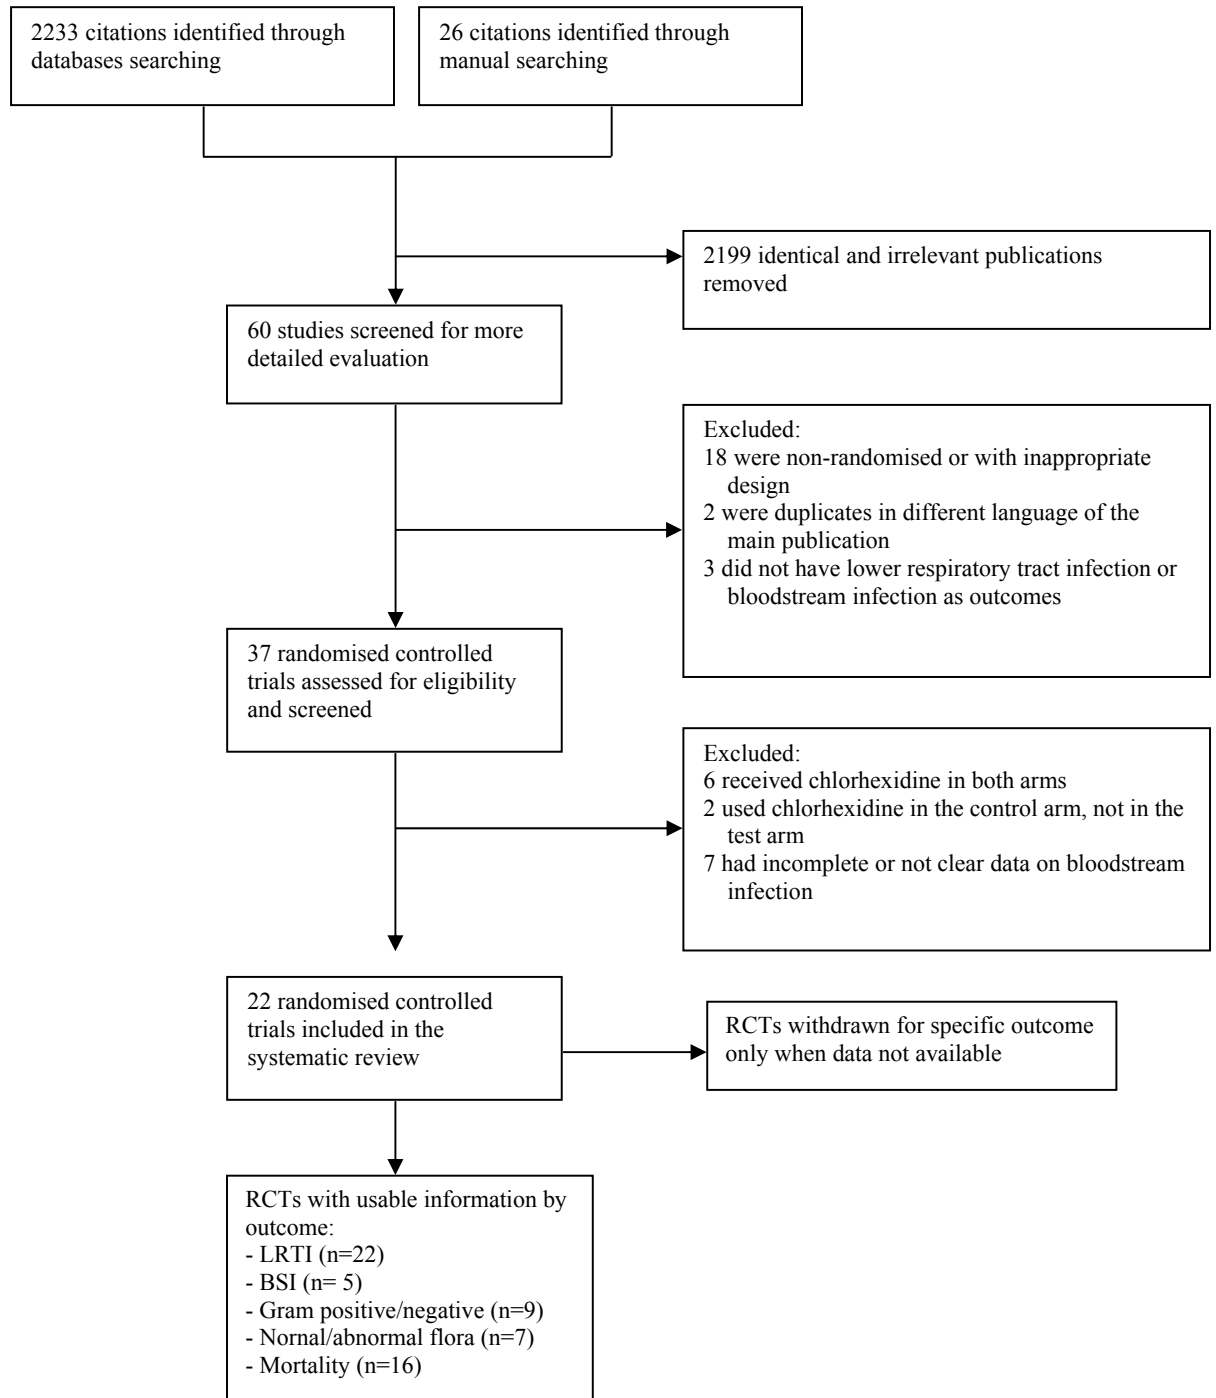 2233 citations identified through
databases searching
26 citations identified through
manual searching
2199 identical and irrelevant publications
removed
60 studies screened for more
detailed evaluation
Excluded:
18 were non-randomised or with inappropriate
design
2 were duplicates in different language of the
main publication
3 did not have lower respiratory tract infection or
bloodstream infection as outcomes
37 randomised controlled
trials assessed for eligibility
and screened
Excluded:
6 received chlorhexidine in both arms
2 used chlorhexidine in the control arm, not in the
test arm
7 had incomplete or not clear data on bloodstream
infection
22 randomised controlled
trials included in the
systematic review
RCTs withdrawn for specific outcome
only when data not available
RCTs with usable information by
outcome:
- LRTI (n=22)
- BSI (n= 5)
- Gram positive/negative (n=9)
- Nornal/abnormal flora (n=7)
- Mortality (n=16)